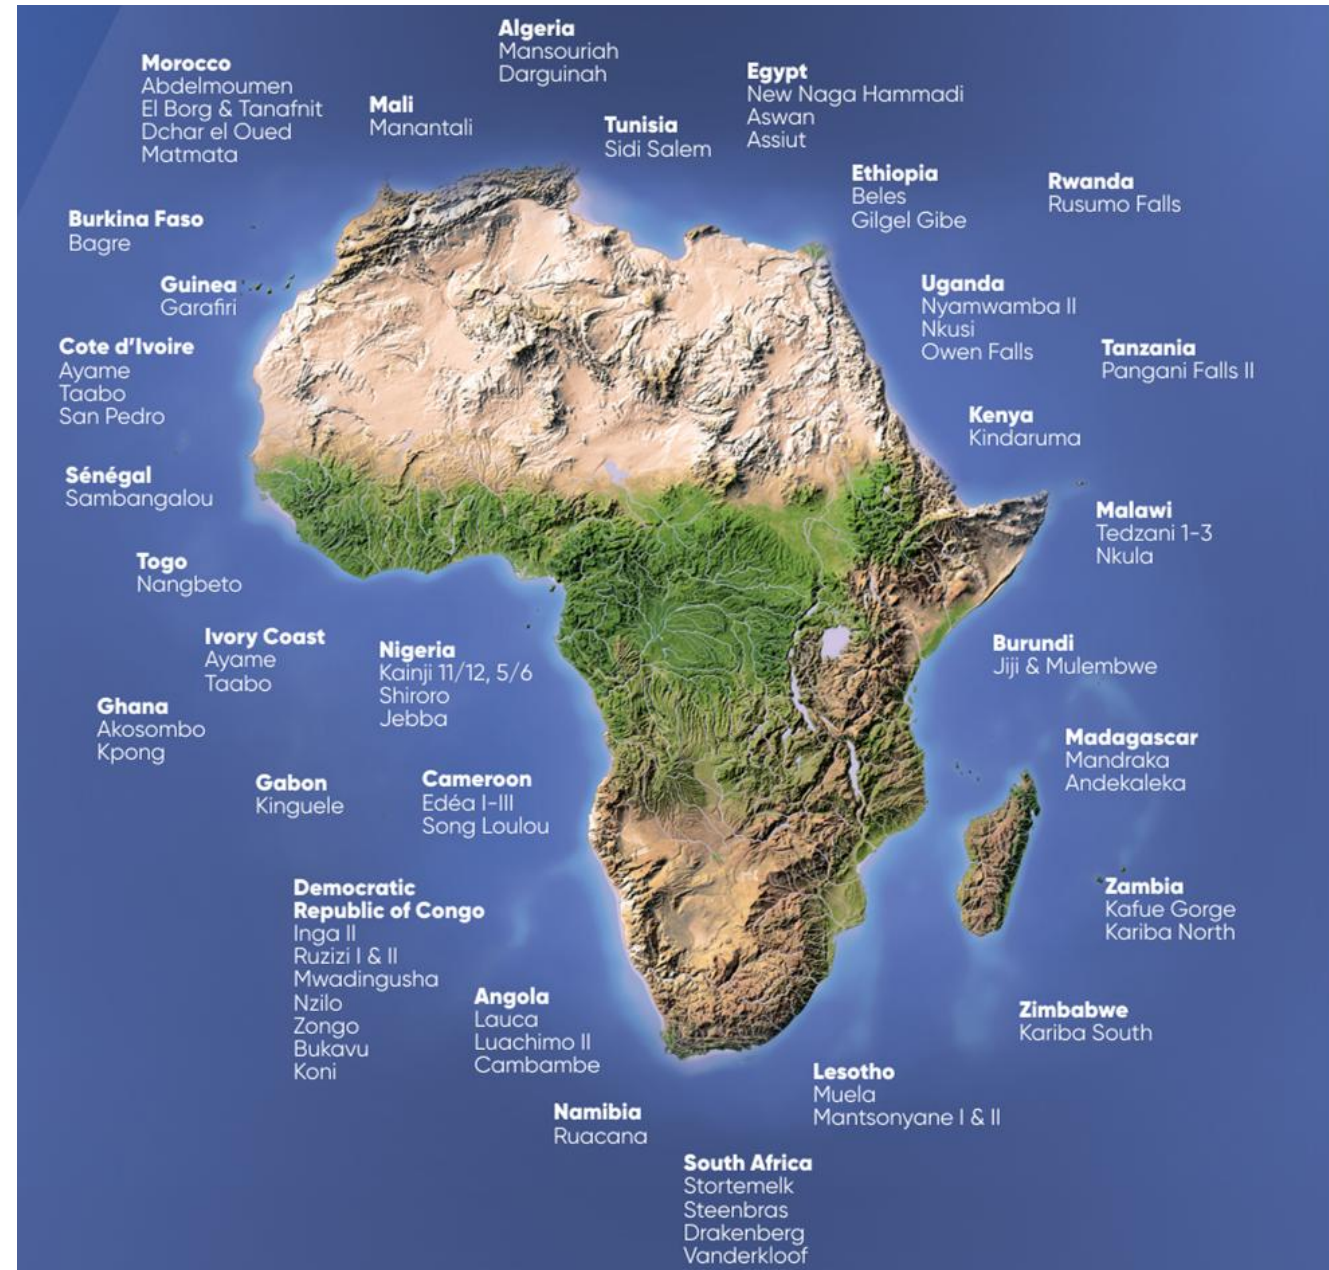 Algeria
Mansouriah
Darguinah
Morocco
Abdelmoumen
El Borg & Tanafnit
Dchar el Oued
Matmata
Mali
Manantali
Egypt
New Naga Hammadi
Aswan
Assiut
Tunisia
Sidi Salem
Ethiopia
Beles
Gilgel Gibe
Rwanda
Rusumo Falls
Burkina Faso
Bagre
Guinea
Garafiri
Uganda
Nyamwamba II
Nkusi
Owen Falls
Cote d'Ivoire
Ayame
Taabo
San Pedro
Tanzania
Pangani Falls II
Kenya
Kindaruma
Sénégal
Sambangalou
Malawi
Tedzani 1-3
Nkula
Togo
Nangbeto
Ivory Coast
Ayame
Taabo
Nigeria
Kainji 11/12, 5/6
Shiroro
Jebba
Burundi
Jiji & Mulembwe
Ghana
Akosombo
Kpong
Madagascar
Mandraka
Andekaleka
Gabon
Kinguele
Cameroon
Edéa I-III
Song Loulou
Democratic
Republic of Congo
Inga II
Ruzizi I & II
Mwadingusha
Nzilo
Zongo
Bukavu
Koni
Zambia
Kafue Gorge
Kariba North
Angola
Lauca
Luachimo II
Cambambe
Zimbabwe
Kariba South
Lesotho
Muela
Mantsonyane I & II
Namibia
Ruacana
South Africa
Stortemelk
Steenbras
Drakenberg
Vanderkloof